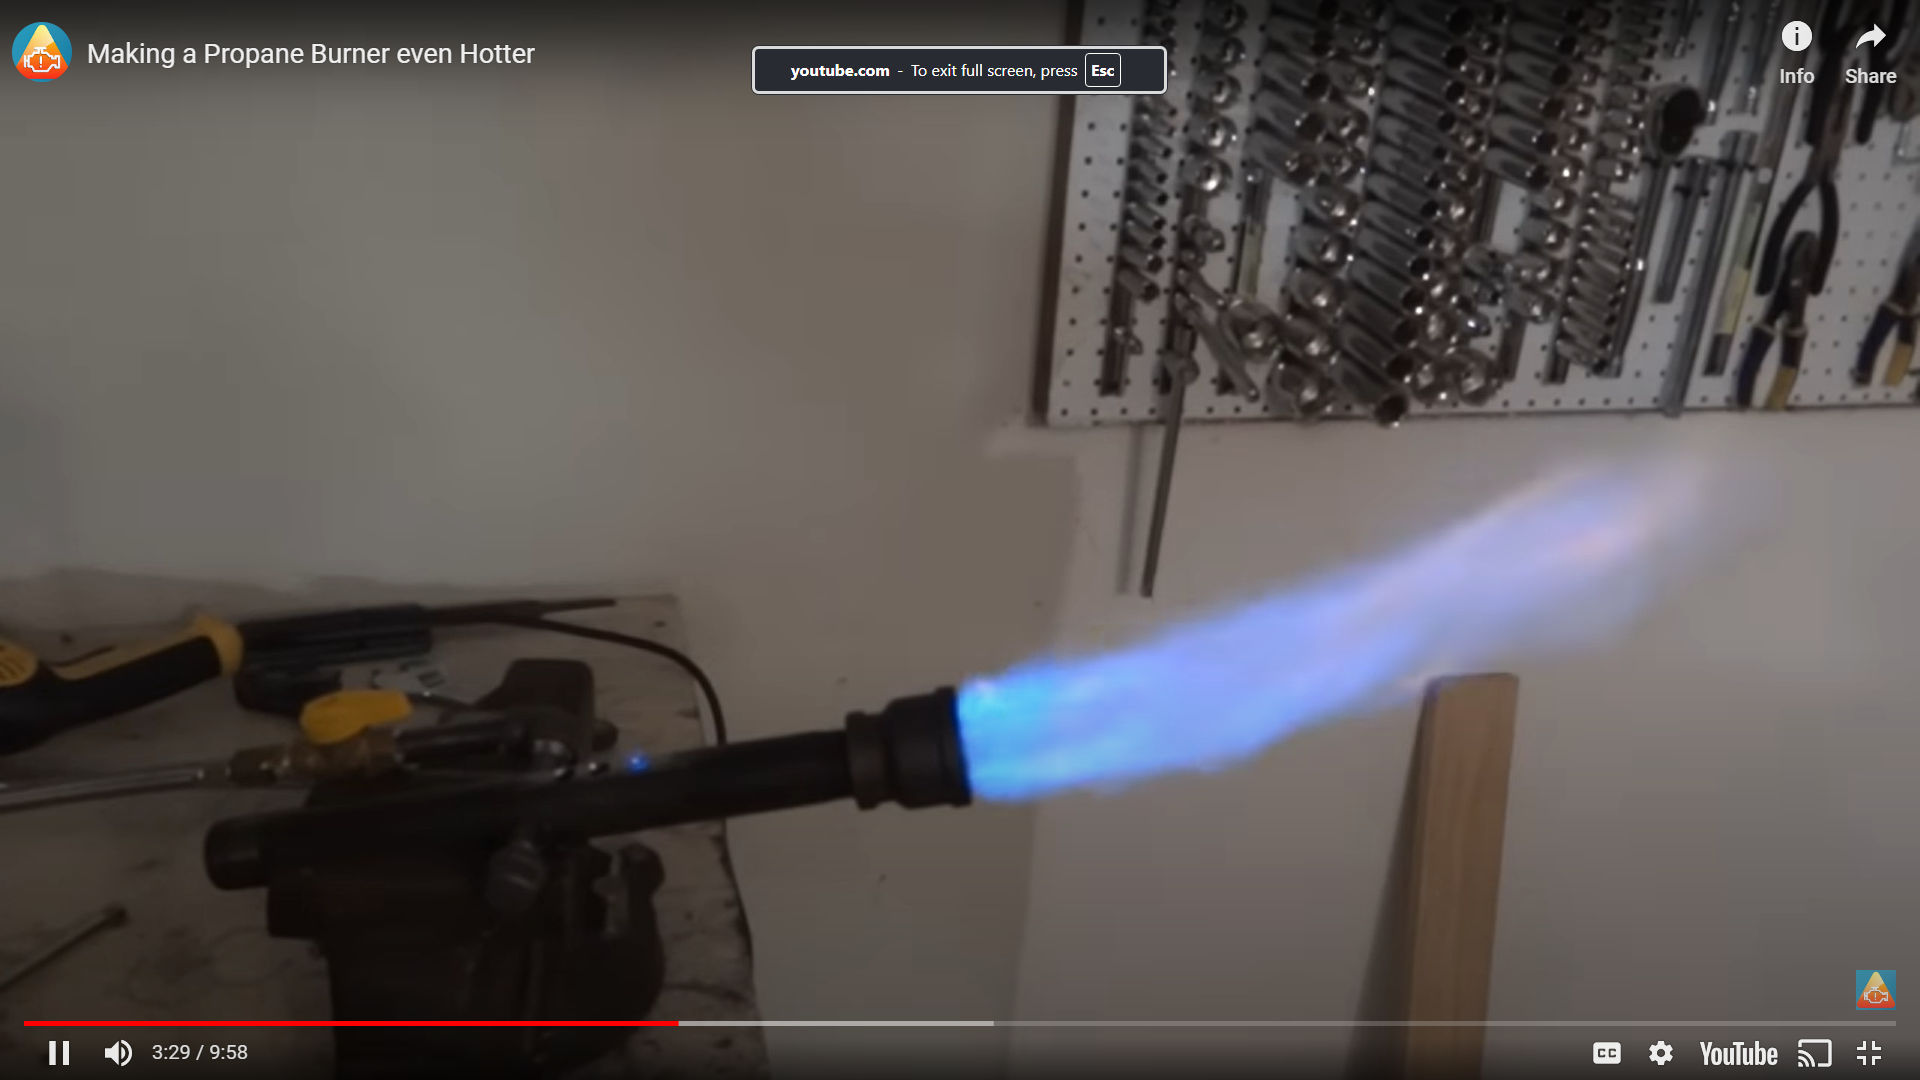 Making a Propane Burner even Hotter
youtube.com - To exit full screen, press Esc
Info
Share
3:29 / 9:58
CC
YouTube